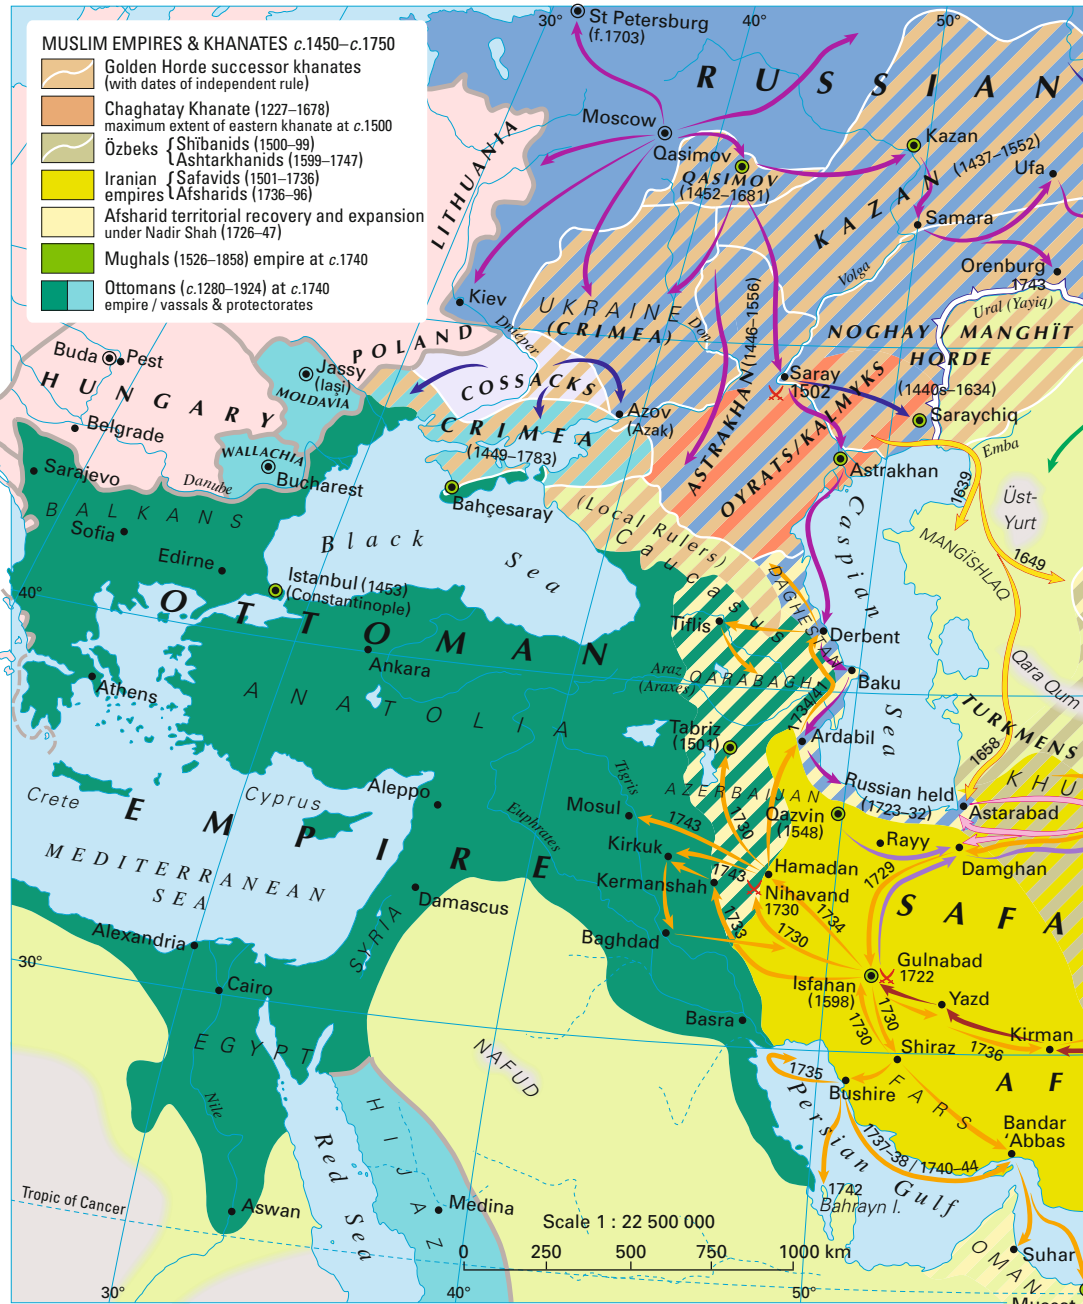 MUSLIM EMPIRES & KHANATES c.1450–c.1750
Golden Horde successor khanates
(with dates of independent rule)
Chaghatay Khanate (1227–1678)
maximum extent of eastern khanate at c.1500
Özbeks { Shïbanids (1500–99)
Ashtarkhanids (1599–1747)
Iranian empires { Safavids (1501–1736)
Afsharids (1736–96)
Afsharid territorial recovery and expansion
under Nadir Shah (1726–47)
Mughals (1526–1858) empire at c.1740
Ottomans (c.1280–1924) at c.1740
empire / vassals & protectorates
30°
40°
50°
St Petersburg
(f.1703)
RUSSIAN
Moscow
Qasimov
QASIMOV
(1452–1681)
Kazan
(1437–1552)
Ufa
KAZAN
Samara
LITHUANIA
Volga
Orenburg
1743
Ural (Yayiq)
Kiev
UKRAINE
(CRIMEA)
Dnieper
Don
NOGHAY / MANGHÏT
HORDE
(1440s–1634)
POLAND
Buda
Pest
Jassy
(Iaşi)
MOLDAVIA
COSSACKS
ASTRAKHAN (1446–1556)
Saray
1502
OYRATS/KALMYKS
Saraychiq
HUNGARY
Azov
(Azak)
Belgrade
CRIMEA
(1449–1783)
Emba
WALLACHIA
Bucharest
Astrakhan
Sarajevo
Danube
Bahçesaray
1639
Üst-
Yurt
BALKANS
Sofia
Black
Sea
(Local Rulers)
Caucasus
Caspian
Sea
MANGÏSHLAQ
1649
Edirne
40°
Istanbul (1453)
(Constantinople)
DAGHESTAN
OTTOMAN
EMPIRE
Tiflis
Derbent
Ankara
Athens
ANATOLIA
Araz
(Araxes)
QARABAGH
Baku
Qara Qum
1734/41
TURKMENS
Tabriz
(1501)
Ardabil
1658
KHU
Aleppo
Tigris
AZERBAIJAN
Russian held
(1723–32)
Astarabad
Crete
Cyprus
Euphrates
Mosul
1743
1730
Qazvin
(1548)
Rayy
Damghan
MEDITERRANEAN
SEA
Kirkuk
1743
Hamadan
1729
Kermanshah
Nihavand
1730
Damascus
SYRIA
1733
1730
1734
SAFA
Alexandria
Baghdad
30°
Gulnabad
1722
Cairo
Isfahan
(1598)
Yazd
1730
1730
Basra
Kirman
1736
EGYPT
NAFUD
Shiraz
1735
AF
Bushire
FARS
HIJAZ
Nile
Persian
Gulf
Bandar
'Abbas
1737–38 / 1740–44
Red
Sea
Tropic of Cancer
Aswan
Medina
1742
Bahrayn I.
Scale 1 : 22 500 000
0 250 500 750 1000 km
Suhar
OMAN
30°
40°
50°